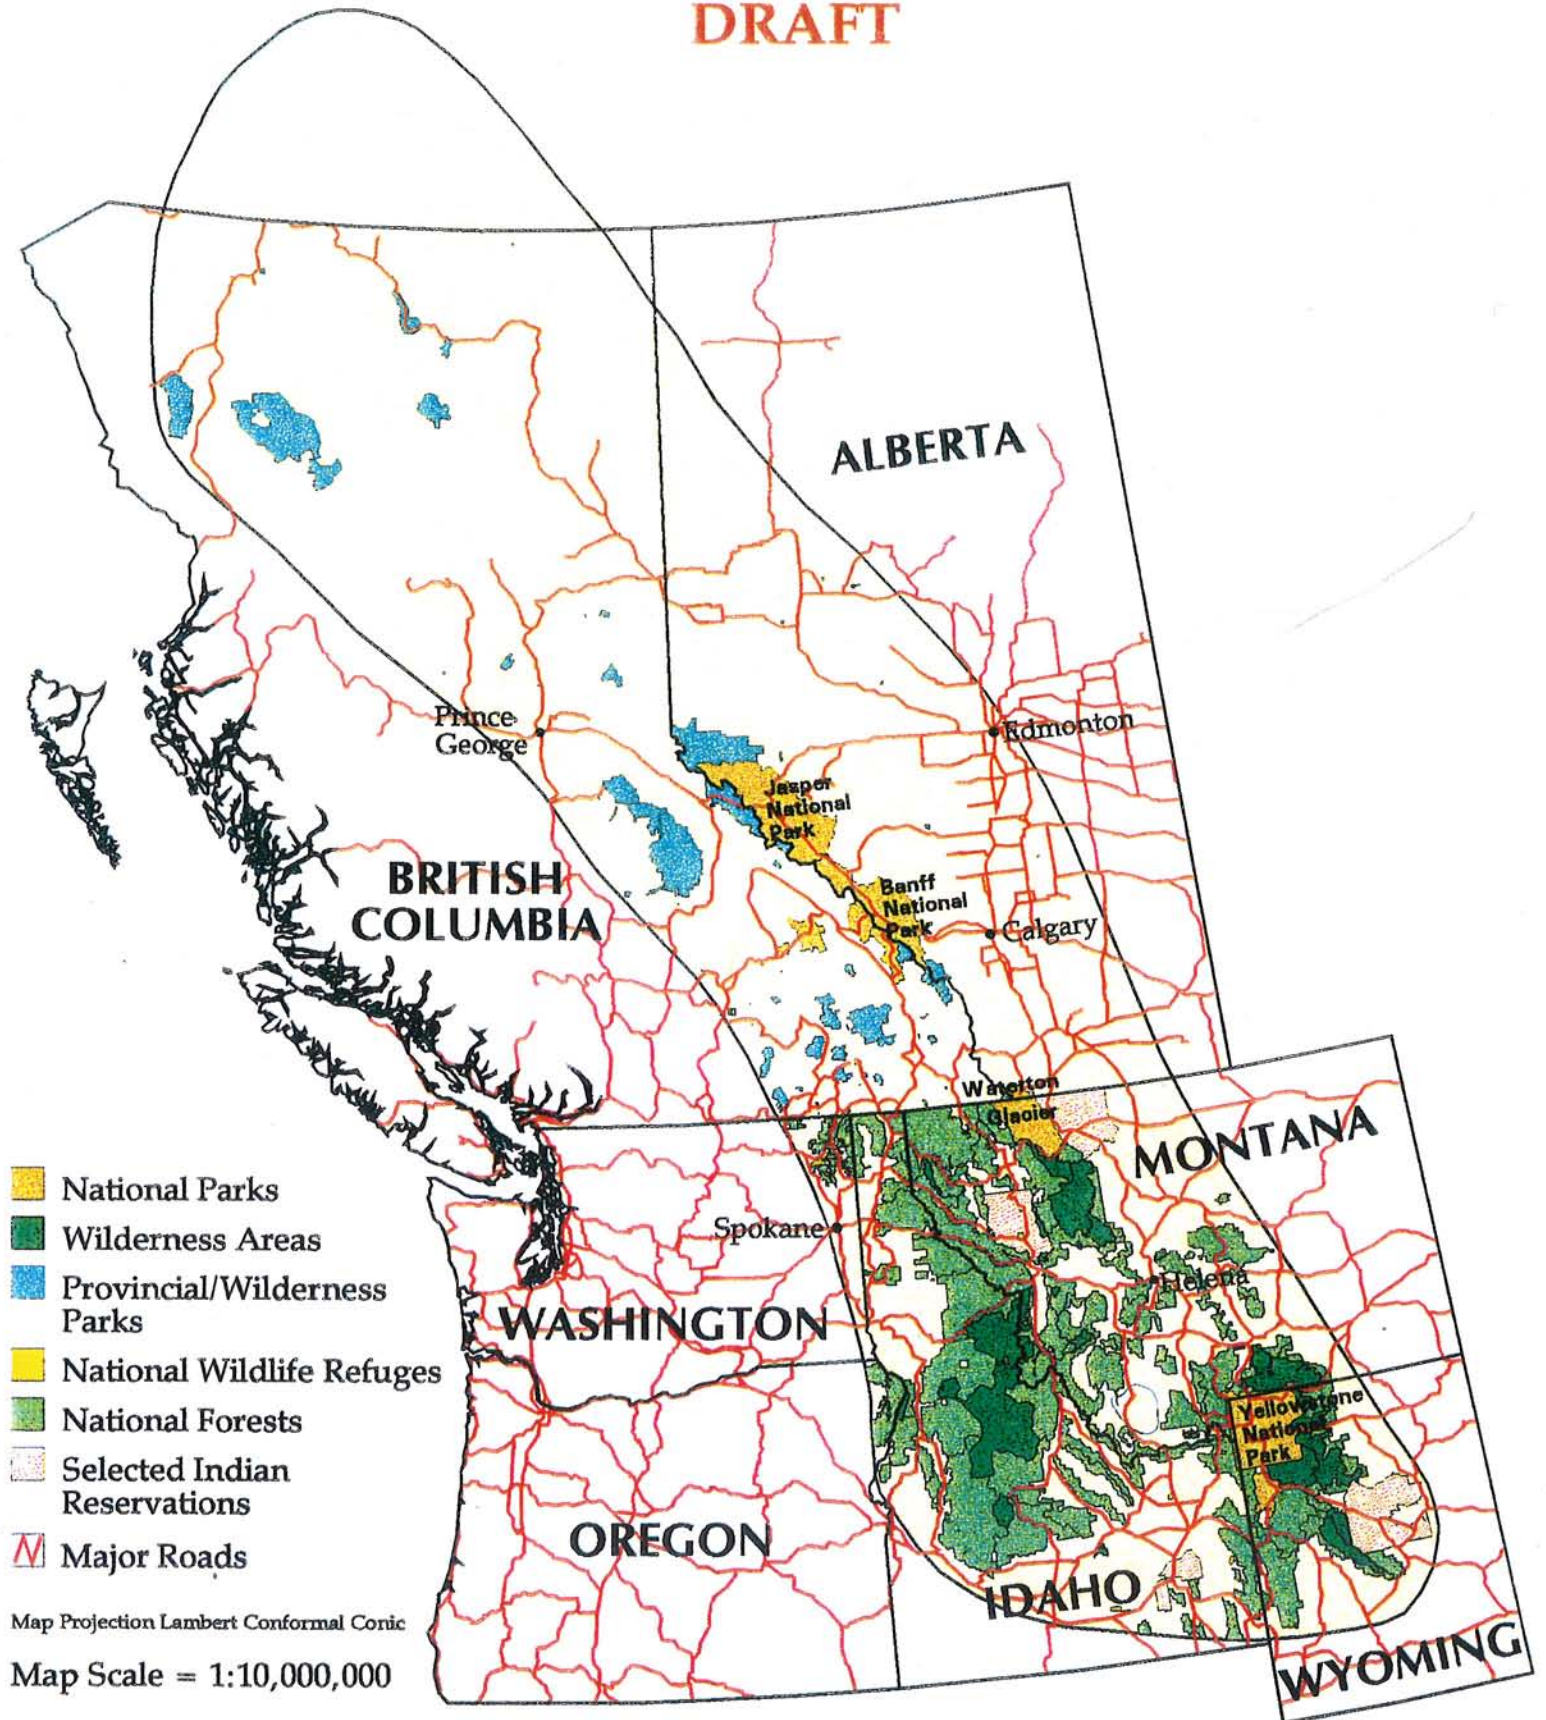 DRAFT
ALBERTA
Prince
George
Edmonton
Jasper
National
Park
BRITISH
COLUMBIA
Banff
National
Park
Calgary
Waterton
Glacier
MONTANA
National Parks
Wilderness Areas
Provincial/Wilderness
Parks
National Wildlife Refuges
National Forests
Selected Indian
Reservations
Major Roads
Spokane
Helena
WASHINGTON
Yellowstone
National
Park
OREGON
IDAHO
WYOMING
Map Projection Lambert Conformal Conic
Map Scale = 1:10,000,000